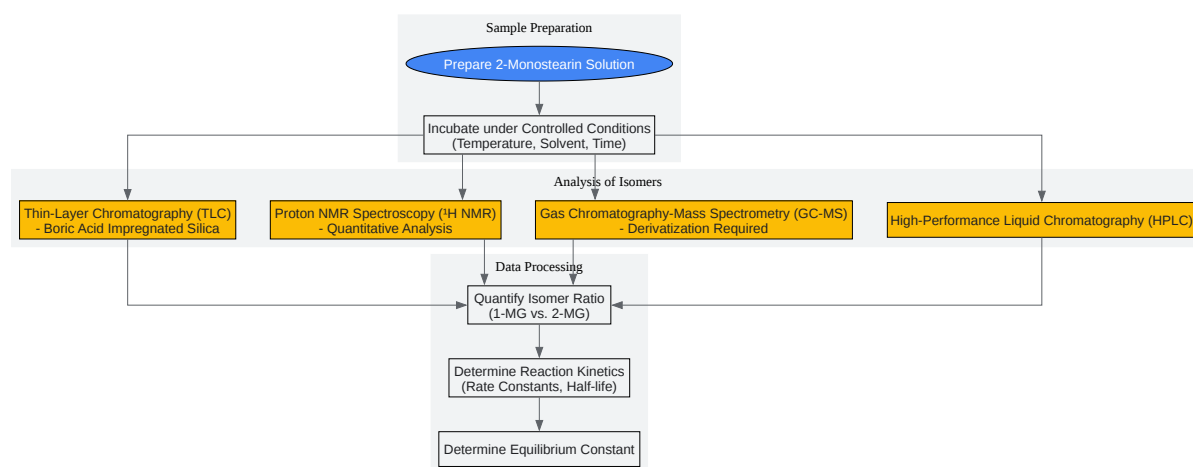 Sample Preparation
Prepare 2-Monostearin Solution
Incubate under Controlled Conditions
(Temperature, Solvent, Time)
Analysis of Isomers
Thin-Layer Chromatography (TLC)
- Boric Acid Impregnated Silica
Proton NMR Spectroscopy (¹H NMR)
- Quantitative Analysis
Gas Chromatography-Mass Spectrometry (GC-MS)
- Derivatization Required
High-Performance Liquid Chromatography (HPLC)
Data Processing
Quantify Isomer Ratio
(1-MG vs. 2-MG)
Determine Reaction Kinetics
(Rate Constants, Half-life)
Determine Equilibrium Constant